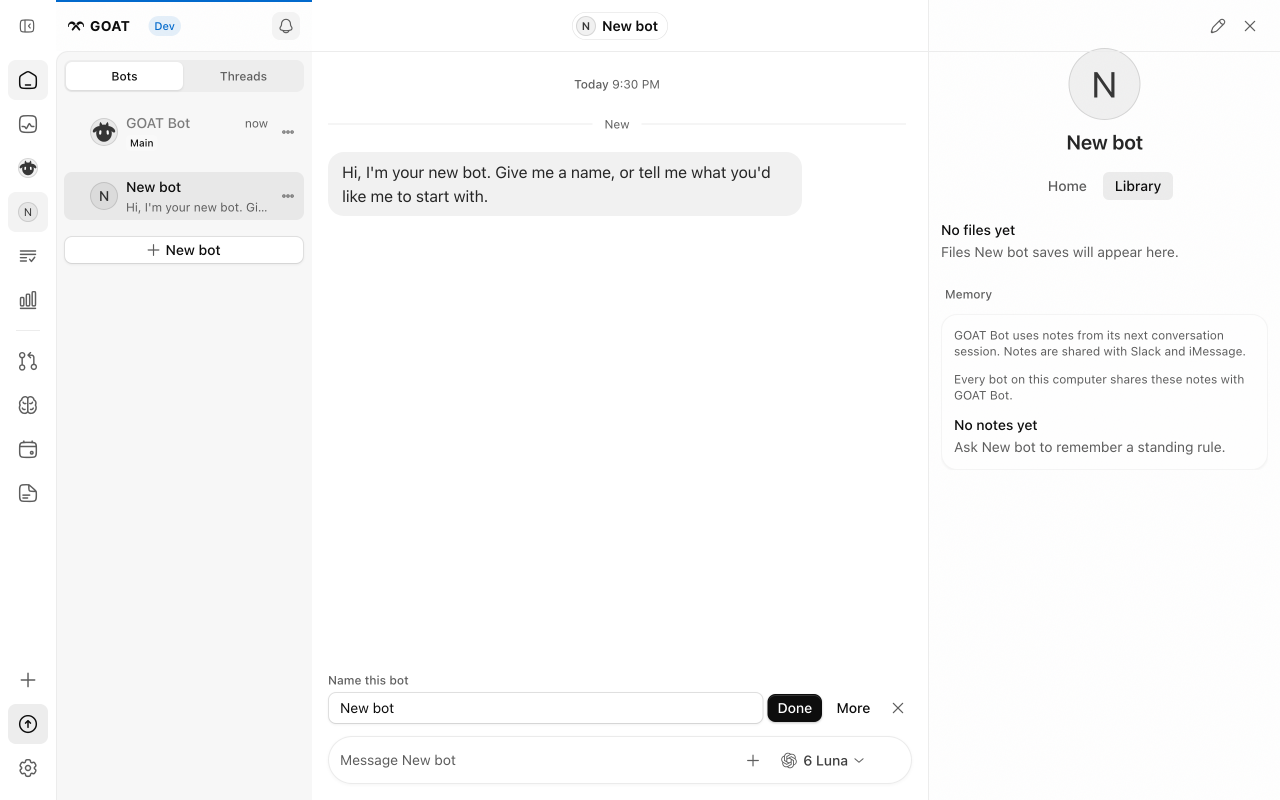 GOAT
Dev
N
New bot
Bots
Threads
GOAT Bot
now
Main
N
New bot
Hi, I'm your new bot. Gi...
New bot
N
Today 9:30 PM
New
Hi, I'm your new bot. Give me a name, or tell me what you'd
like me to start with.
Name this bot
New bot
Done
More
Message New bot
6 Luna
N
New bot
Home
Library
No files yet
Files New bot saves will appear here.
Memory
GOAT Bot uses notes from its next conversation
session. Notes are shared with Slack and iMessage.
Every bot on this computer shares these notes with
GOAT Bot.
No notes yet
Ask New bot to remember a standing rule.